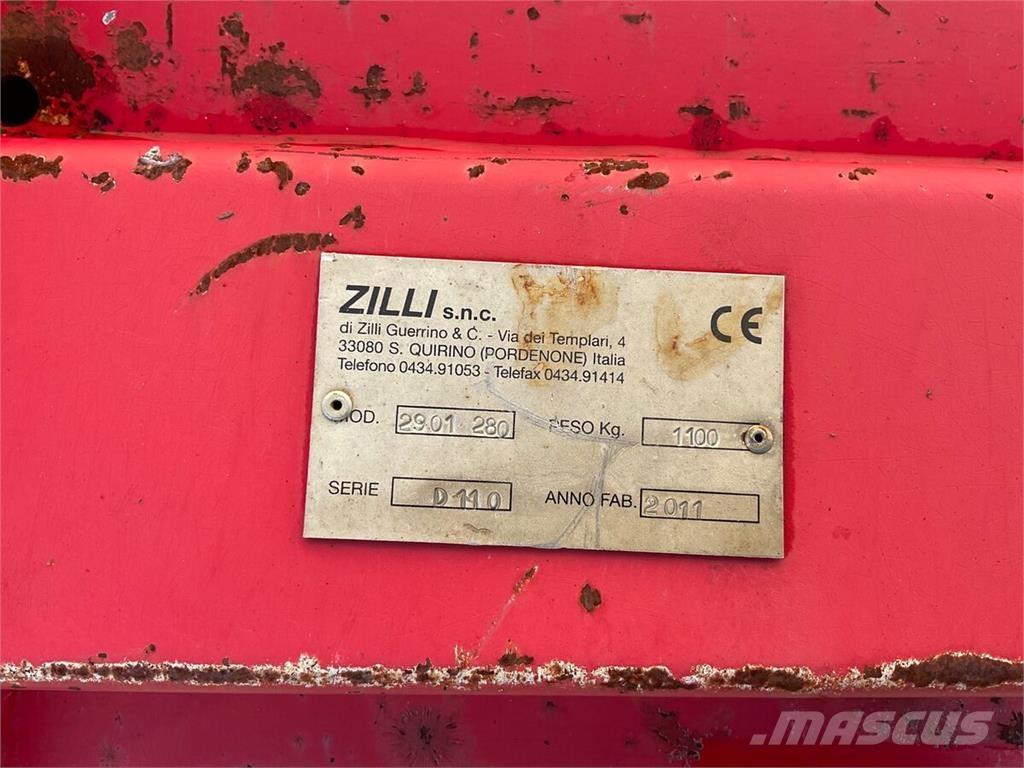 ZILLI s.n.c.
CE
di Zilli Guerrino & C. - Via dei Templari, 4
33080 S. QUIRINO (PORDENONE) Italia
Telefono 0434.91053 - Telefax 0434.91414
MOD. 2901 280 PESO Kg. 1100
SERIE D110 ANNO FAB. 2011
MASCUS